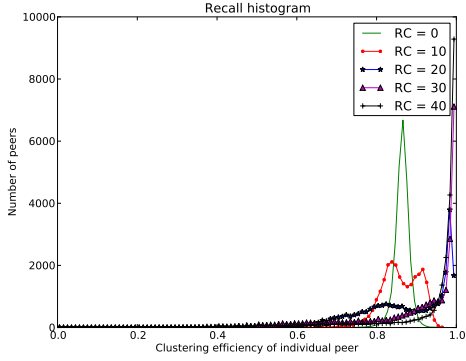 Recall histogram
10000
8000
6000
4000
2000
0
Number of peers
0.0 0.2 0.4 0.6 0.8 1.0
Clustering efficiency of individual peer
RC = 0
RC = 10
RC = 20
RC = 30
RC = 40